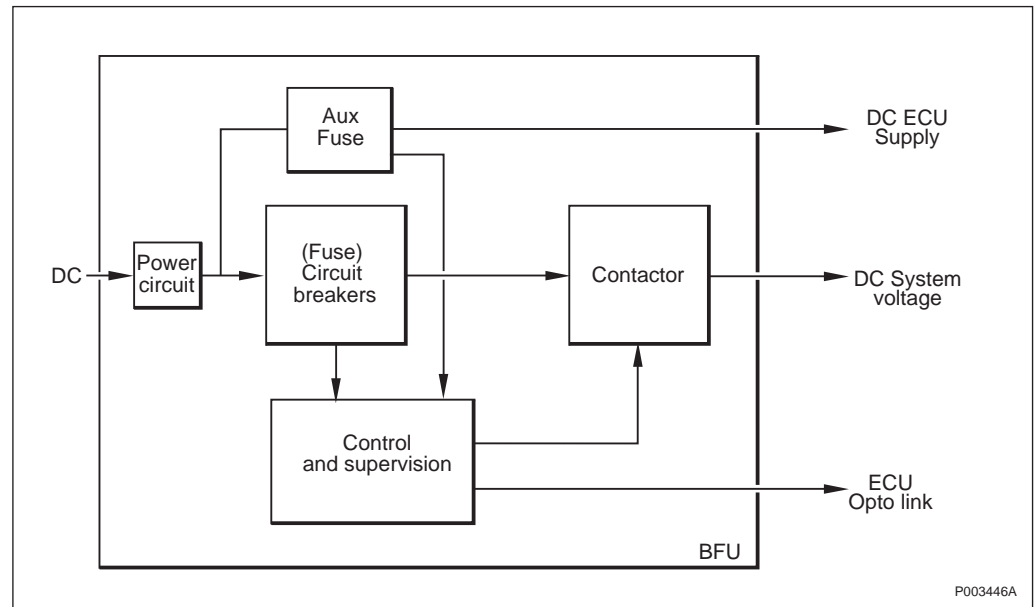 Aux
Fuse
DC ECU
Supply
DC
Power
circuit
(Fuse)
Circuit
breakers
Contactor
DC System
voltage
Control
and supervision
ECU
Opto link
BFU
P003446A